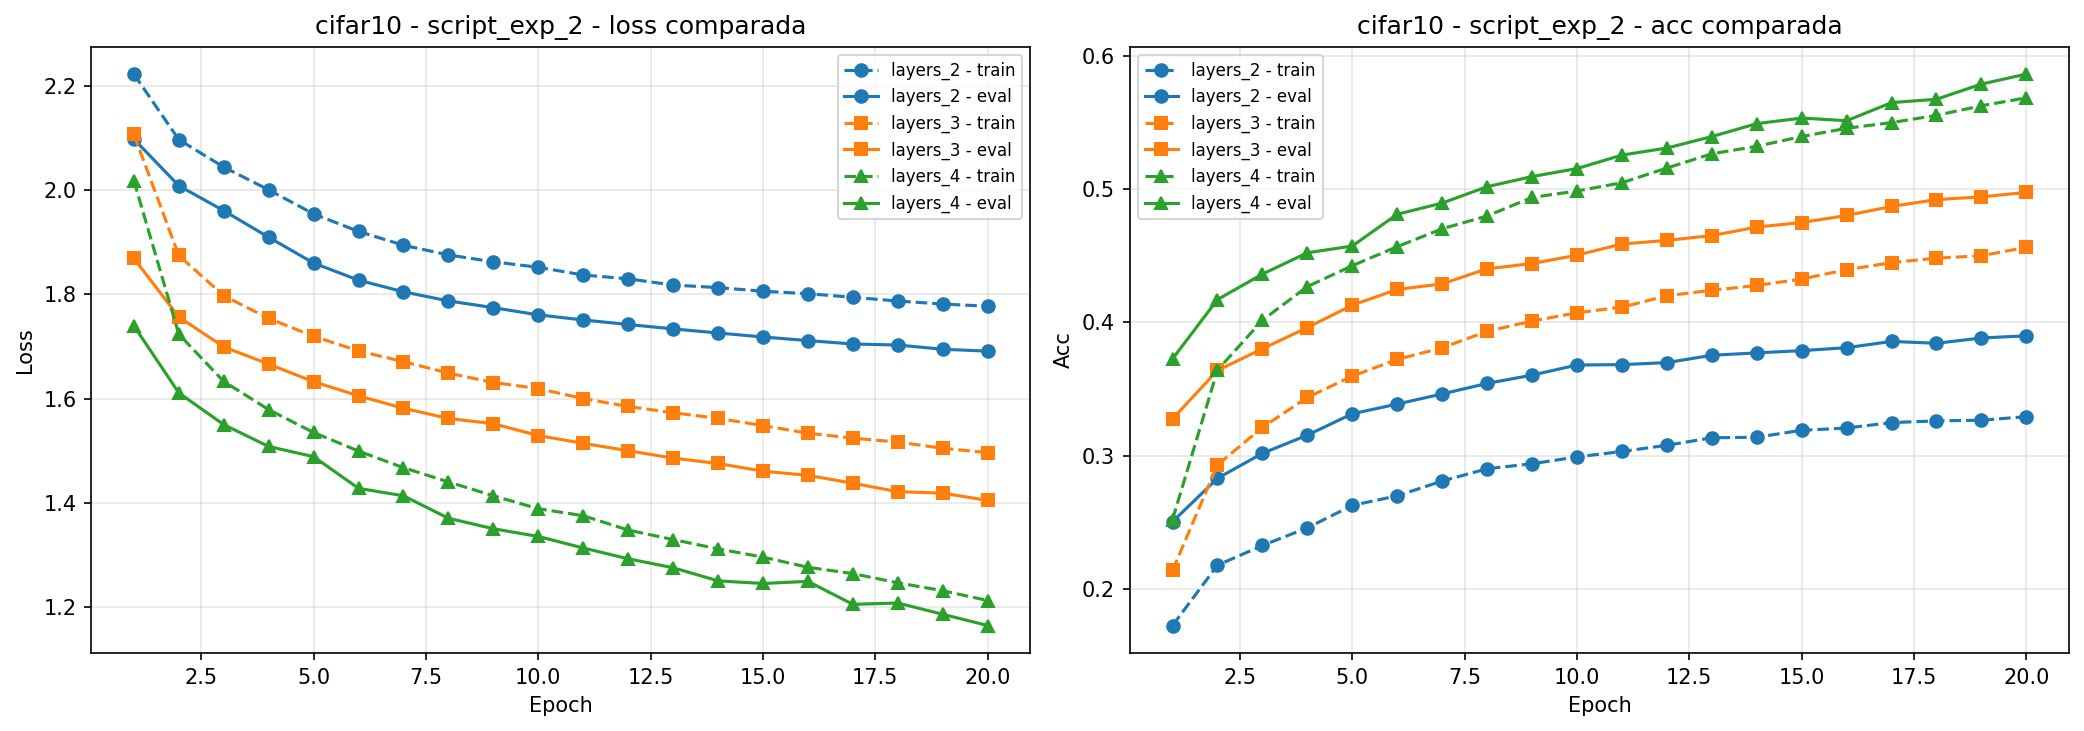 cifar10 - script_exp_2 - loss comparada
Loss
2.2
2.0
1.8
1.6
1.4
1.2
layers_2 - train
layers_2 - eval
layers_3 - train
layers_3 - eval
layers_4 - train
layers_4 - eval
2.5 5.0 7.5 10.0 12.5 15.0 17.5 20.0
Epoch
cifar10 - script_exp_2 - acc comparada
Acc
0.6
0.5
0.4
0.3
0.2
layers_2 - train
layers_2 - eval
layers_3 - train
layers_3 - eval
layers_4 - train
layers_4 - eval
2.5 5.0 7.5 10.0 12.5 15.0 17.5 20.0
Epoch